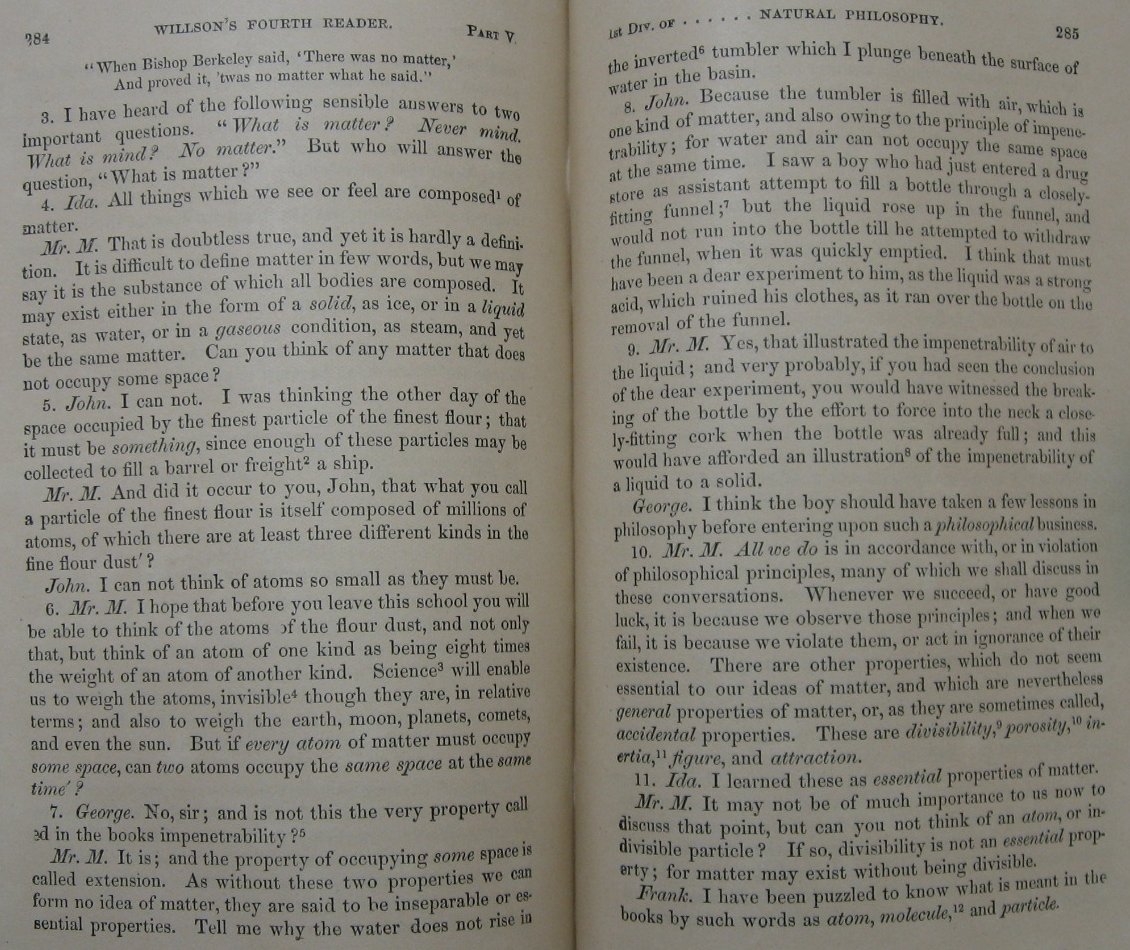 284 WILLSON'S FOURTH READER. PART V.
"When Bishop Berkeley said, 'There was no matter,'
And proved it, 'twas no matter what he said."
3. I have heard of the following sensible answers to two
important questions. "What is matter? Never mind.
What is mind? No matter." But who will answer the
question, "What is matter?"
4. Ida. All things which we see or feel are composed¹ of
matter.
Mr. M. That is doubtless true, and yet it is hardly a defini-
tion. It is difficult to define matter in few words, but we may
say it is the substance of which all bodies are composed. It
may exist either in the form of a solid, as ice, or in a liquid
state, as water, or in a gaseous condition, as steam, and yet
be the same matter. Can you think of any matter that does
not occupy some space?
5. John. I can not. I was thinking the other day of the
space occupied by the finest particle of the finest flour; that
it must be something, since enough of these particles may be
collected to fill a barrel or freight² a ship.
Mr. M. And did it occur to you, John, that what you call
a particle of the finest flour is itself composed of millions of
atoms, of which there are at least three different kinds in the
fine flour dust'?
John. I can not think of atoms so small as they must be.
6. Mr. M. I hope that before you leave this school you will
be able to think of the atoms of the flour dust, and not only
that, but think of an atom of one kind as being eight times
the weight of an atom of another kind. Science³ will enable
us to weigh the atoms, invisible⁴ though they are, in relative
terms; and also to weigh the earth, moon, planets, comets,
and even the sun. But if every atom of matter must occupy
some space, can two atoms occupy the same space at the same
time'?
7. George. No, sir; and is not this the very property call
ed in the books impenetrability?⁵
Mr. M. It is; and the property of occupying some space is
called extension. As without these two properties we can
form no idea of matter, they are said to be inseparable or es-
sential properties. Tell me why the water does not rise in
1st DIV. OF . . . . . . NATURAL PHILOSOPHY. 285
the inverted⁶ tumbler which I plunge beneath the surface of
water in the basin.
8. John. Because the tumbler is filled with air, which is
one kind of matter, and also owing to the principle of impene-
trability; for water and air can not occupy the same space
at the same time. I saw a boy who had just entered a drug
store as assistant attempt to fill a bottle through a closely-
fitting funnel;⁷ but the liquid rose up in the funnel, and
would not run into the bottle till he attempted to withdraw
the funnel, when it was quickly emptied. I think that must
have been a dear experiment to him, as the liquid was a strong
acid, which ruined his clothes, as it ran over the bottle on the
removal of the funnel.
9. Mr. M. Yes, that illustrated the impenetrability of air to
the liquid; and very probably, if you had seen the conclusion
of the dear experiment, you would have witnessed the break-
ing of the bottle by the effort to force into the neck a close-
ly-fitting cork when the bottle was already full; and this
would have afforded an illustration⁸ of the impenetrability of
a liquid to a solid.
George. I think the boy should have taken a few lessons in
philosophy before entering upon such a philosophical business.
10. Mr. M. All we do is in accordance with, or in violation
of philosophical principles, many of which we shall discuss in
these conversations. Whenever we succeed, or have good
luck, it is because we observe those principles; and when we
fail, it is because we violate them, or act in ignorance of their
existence. There are other properties, which do not seem
essential to our ideas of matter, and which are nevertheless
general properties of matter, or, as they are sometimes called,
accidental properties. These are divisibility,⁹ porosity,¹⁰ in-
ertia,¹¹ figure, and attraction.
11. Ida. I learned these as essential properties of matter.
Mr. M. It may not be of much importance to us now to
discuss that point, but can you not think of an atom, or in-
divisible particle? If so, divisibility is not an essential prop-
erty; for matter may exist without being divisible.
Frank. I have been puzzled to know what is meant in the
books by such words as atom, molecule,¹² and particle.